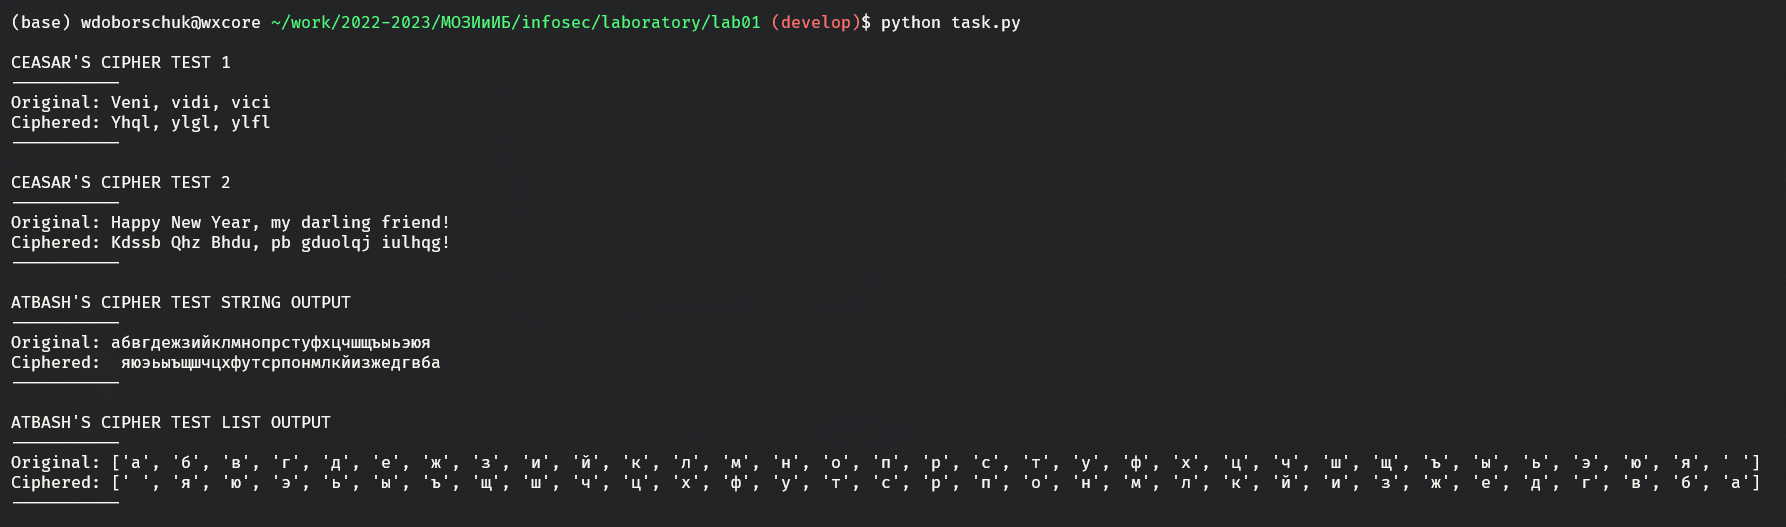 (base) wdoborschuk@wxcore ~/work/2022-2023/МОЗИиИБ/infosec/laboratory/lab01 (develop)$ python task.py
CEASAR'S CIPHER TEST 1
-----------
Original: Veni, vidi, vici
Ciphered: Yhql, ylgl, ylfl
-----------
CEASAR'S CIPHER TEST 2
-----------
Original: Happy New Year, my darling friend!
Ciphered: Kdssb Qhz Bhdu, pb gduolqj iulhqg!
-----------
ATBASH'S CIPHER TEST STRING OUTPUT
-----------
Original: абвгдежзийклмнопрстуфхцчшщъыьэюя
Ciphered:  яюэьыъщшчцхфутсрпонмлкйизжедгвба
-----------
ATBASH'S CIPHER TEST LIST OUTPUT
-----------
Original: ['а', 'б', 'в', 'г', 'д', 'е', 'ж', 'з', 'и', 'й', 'к', 'л', 'м', 'н', 'о', 'п', 'р', 'с', 'т', 'у', 'ф', 'х', 'ц', 'ч', 'ш', 'щ', 'ъ', 'ы', 'ь', 'э', 'ю', 'я', ' ']
Ciphered: [' ', 'я', 'ю', 'э', 'ь', 'ы', 'ъ', 'щ', 'ш', 'ч', 'ц', 'х', 'ф', 'у', 'т', 'с', 'р', 'п', 'о', 'н', 'м', 'л', 'к', 'й', 'и', 'з', 'ж', 'е', 'д', 'г', 'в', 'б', 'а']
-----------